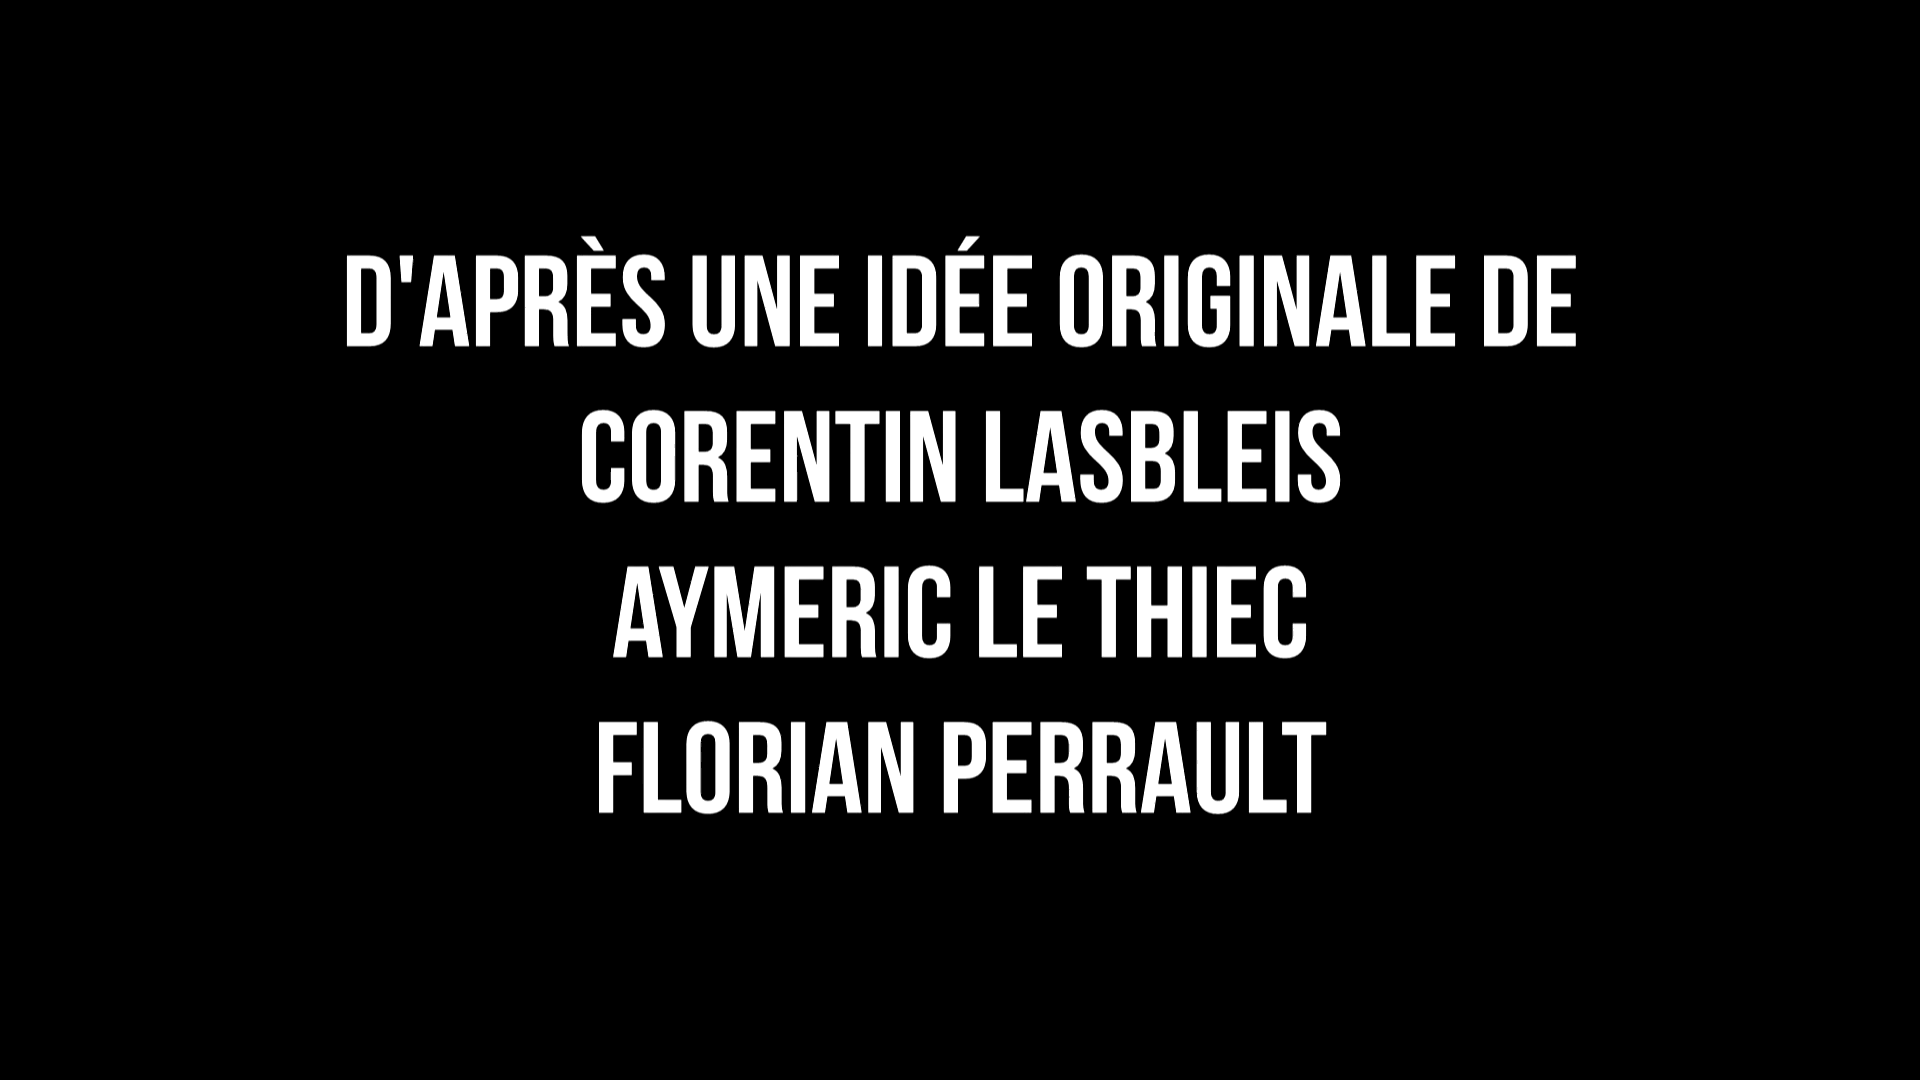 D'APRÈS UNE IDÉE ORIGINALE DE
CORENTIN LASBLEIS
AYMERIC LE THIEC
FLORIAN PERRAULT